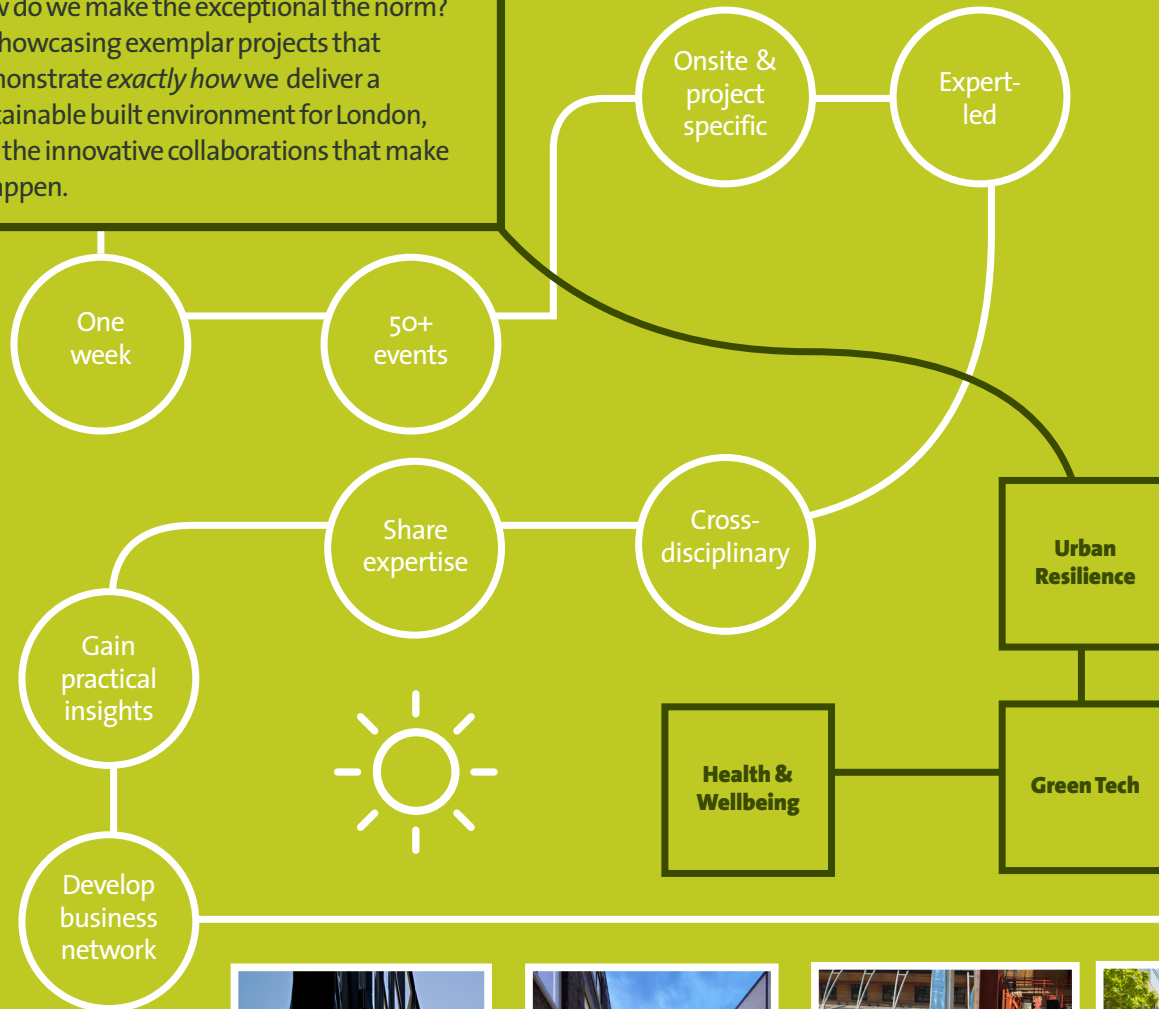 do we make the exceptional the norm?
howcasing exemplar projects that
monstrate exactly how we deliver a
tainable built environment for London,
the innovative collaborations that make
appen.
Onsite &
project
specific
Expert-
led
One
week
50+
events
Share
expertise
Cross-
disciplinary
Urban
Resilience
Gain
practical
insights
Health &
Wellbeing
Green Tech
Develop
business
network